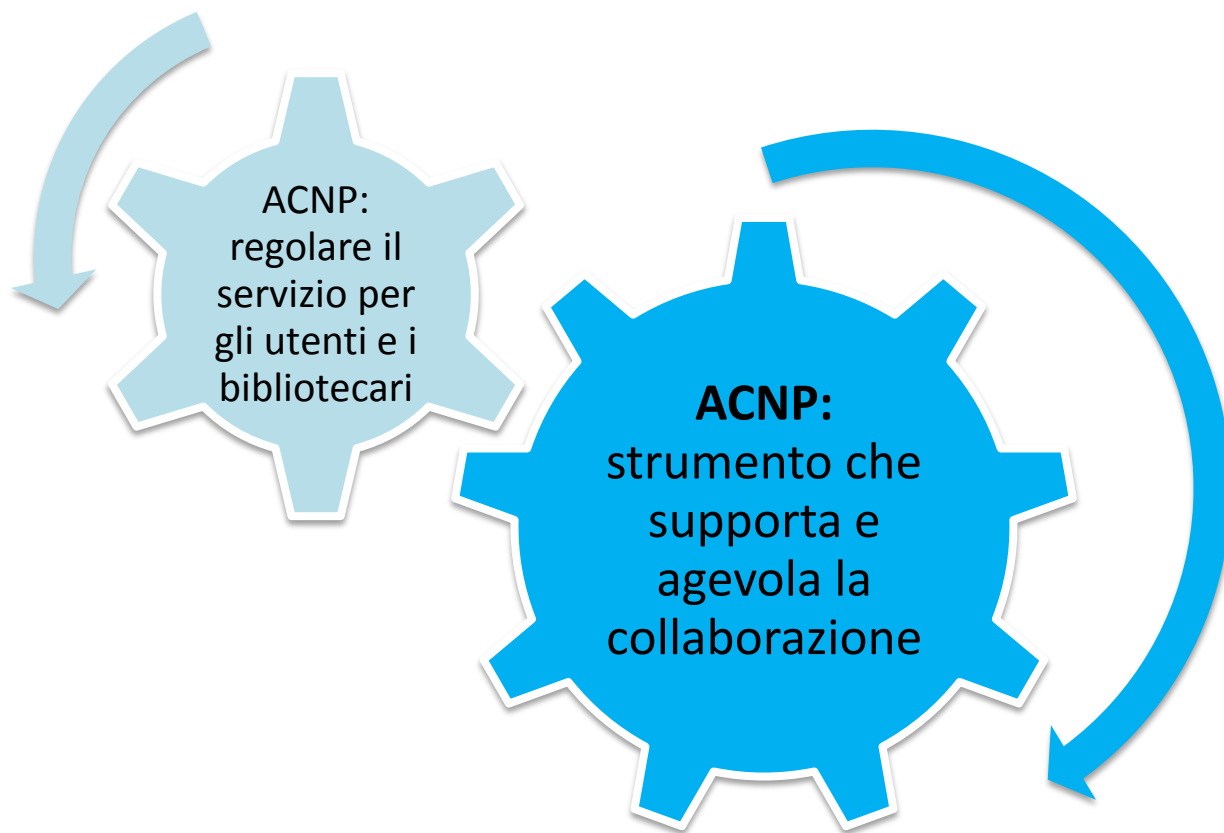 ACNP:
regolare il
servizio per
gli utenti e i
bibliotecari
ACNP:
strumento che
supporta e
agevola la
collaborazione